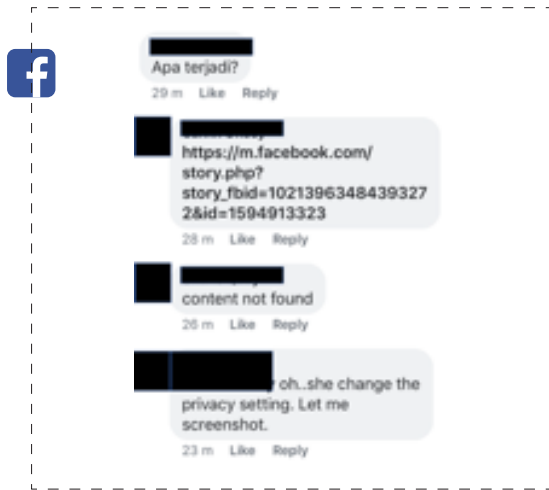 Apa terjadi?
29 m Like Reply
https://m.facebook.com/
story.php?
story_fbid=1021396348439327
2&id=1594913323
28 m Like Reply
content not found
26 m Like Reply
oh..she change the
privacy setting. Let me
screenshot.
23 m Like Reply